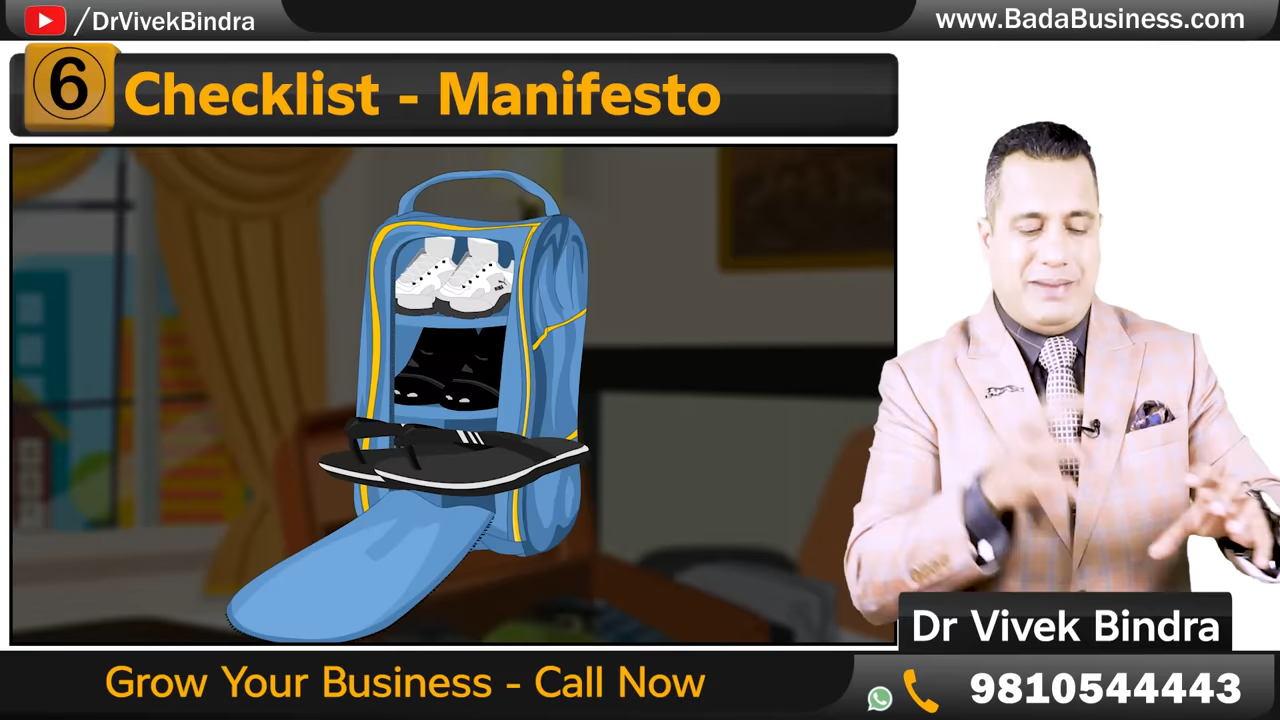 /DrVivekBindra
www.BadaBusiness.com
6 Checklist - Manifesto
Dr Vivek Bindra
Grow Your Business - Call Now
9810544443